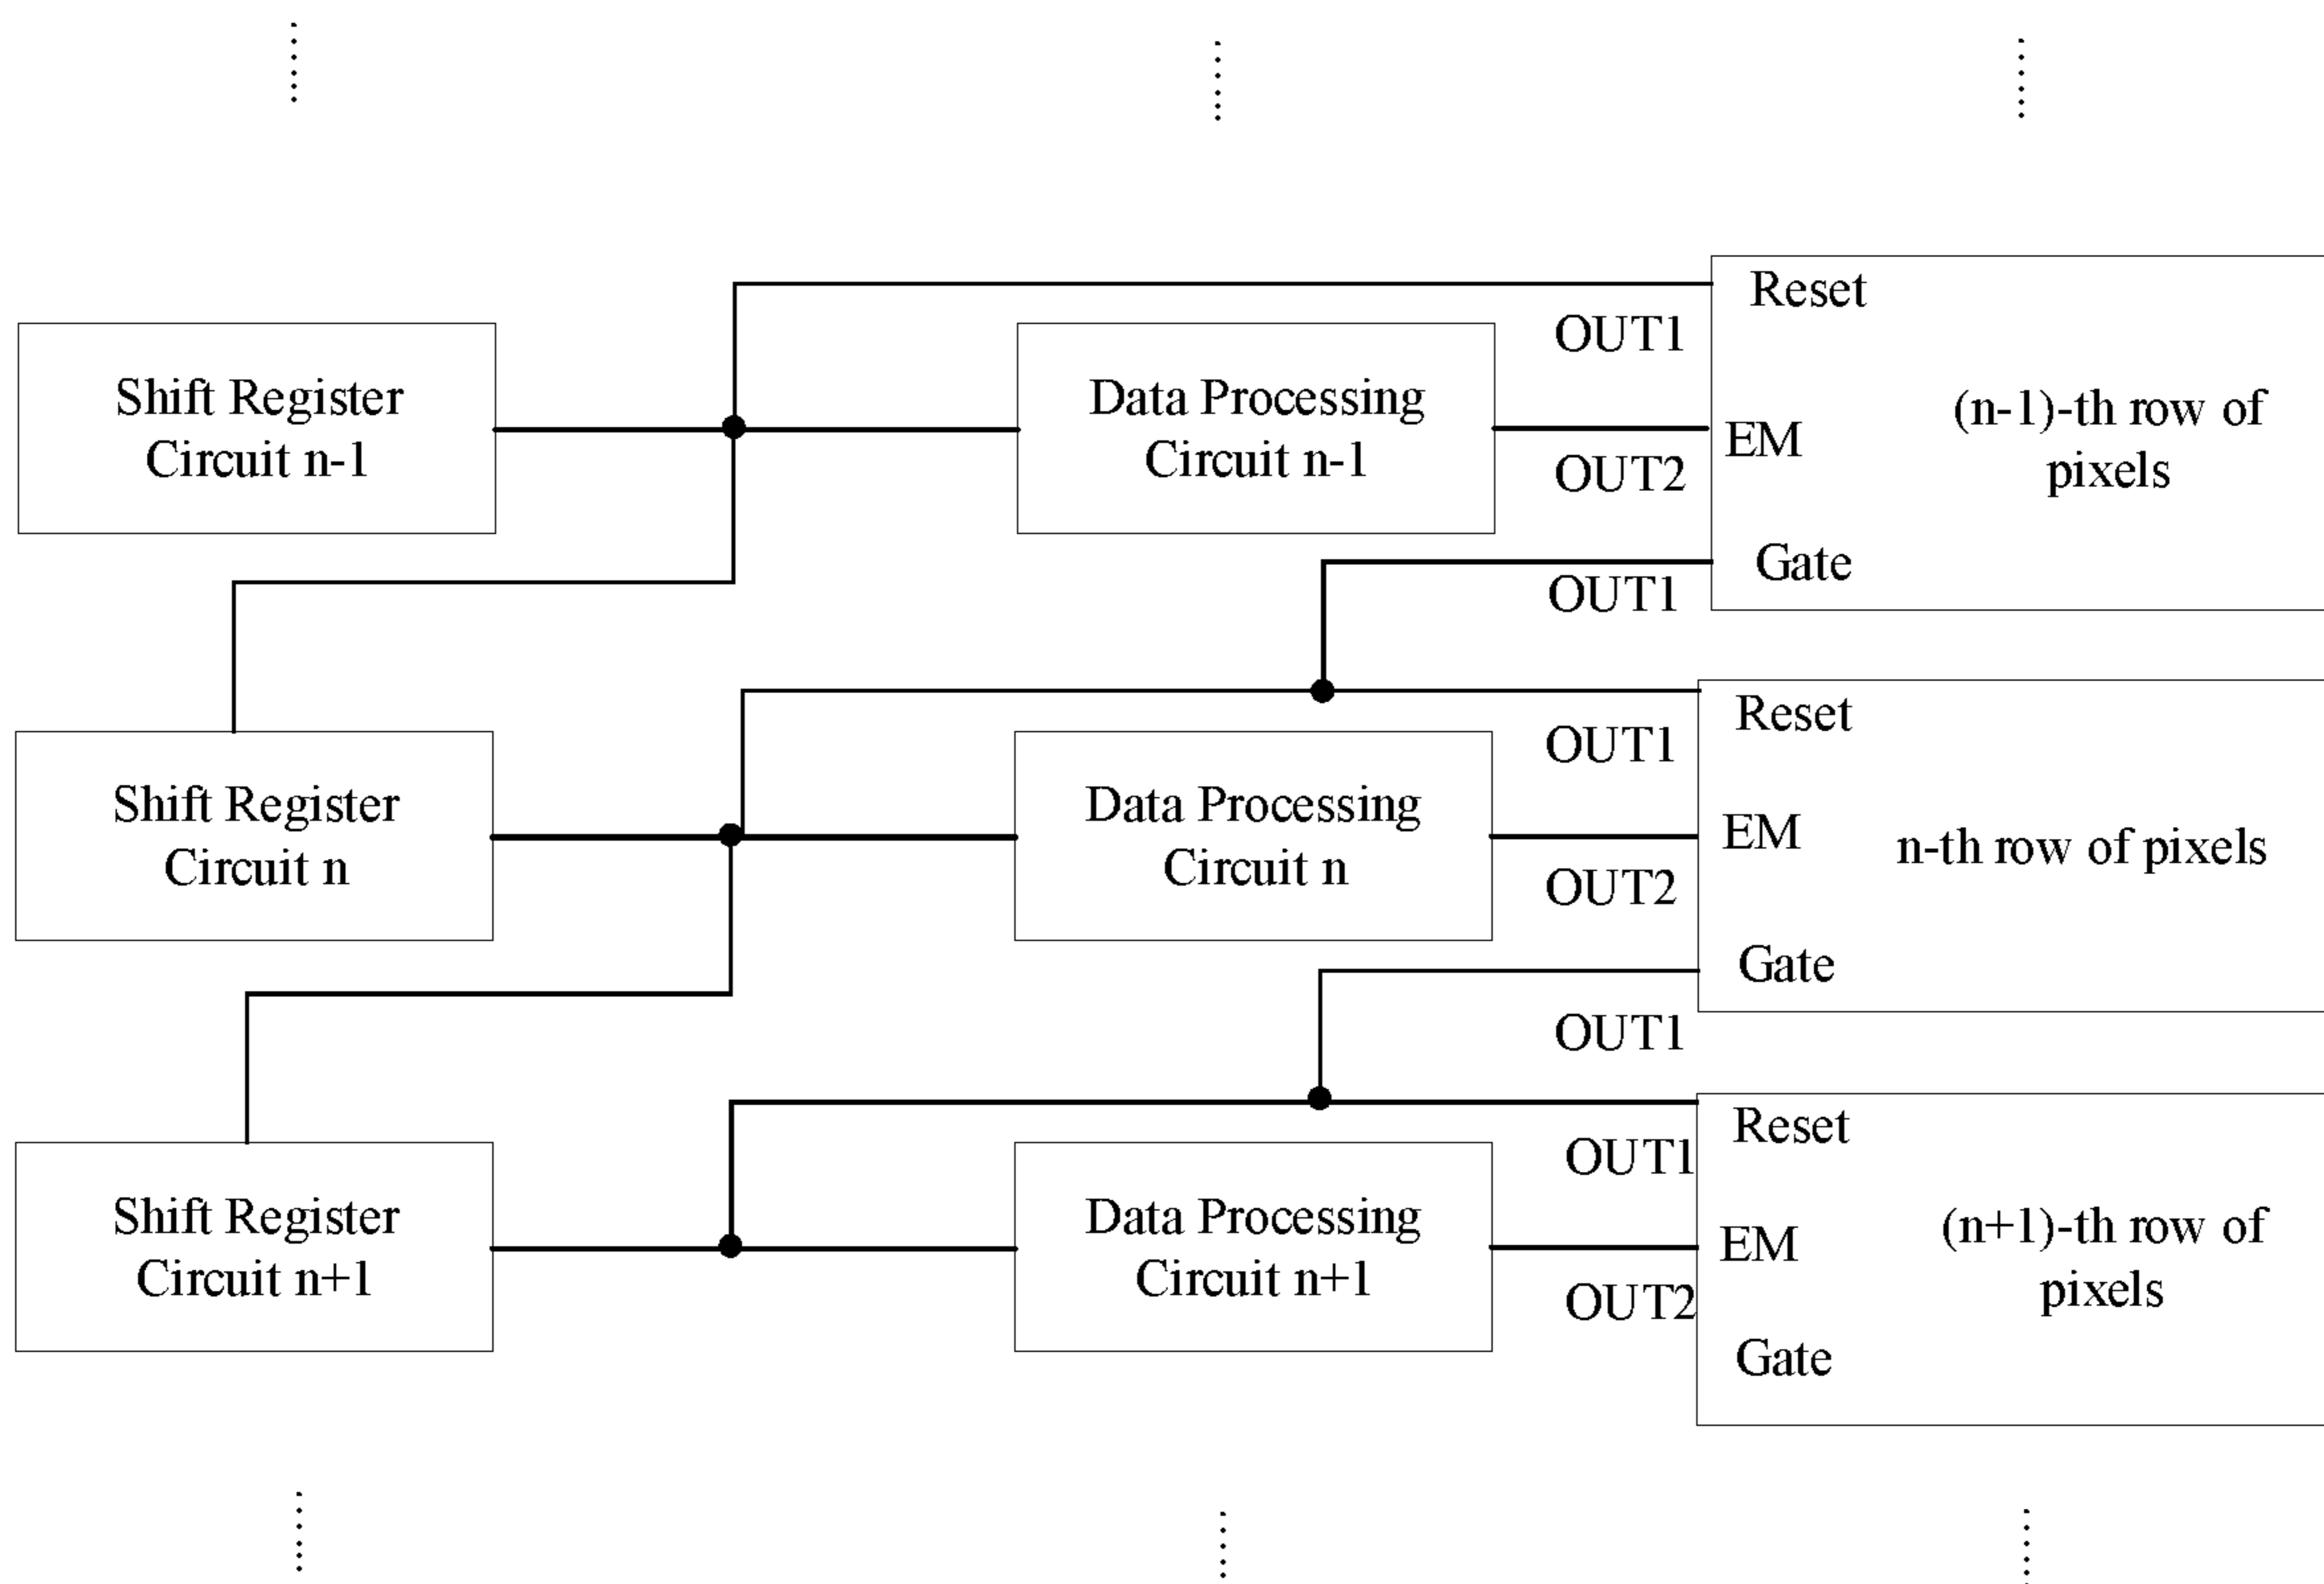 Reset
OUT1
Shift Register
Circuit n-1
Data Processing
Circuit n-1
(n-1)-th row of
pixels
EM
OUT2
Gate
OUT1
Reset
OUT1
Shift Register
Circuit n
Data Processing
Circuit n
EM
n-th row of pixels
OUT2
Gate
OUT1
Reset
OUT1
Shift Register
Circuit n+1
Data Processing
Circuit n+1
(n+1)-th row of
pixels
EM
OUT2
Gate